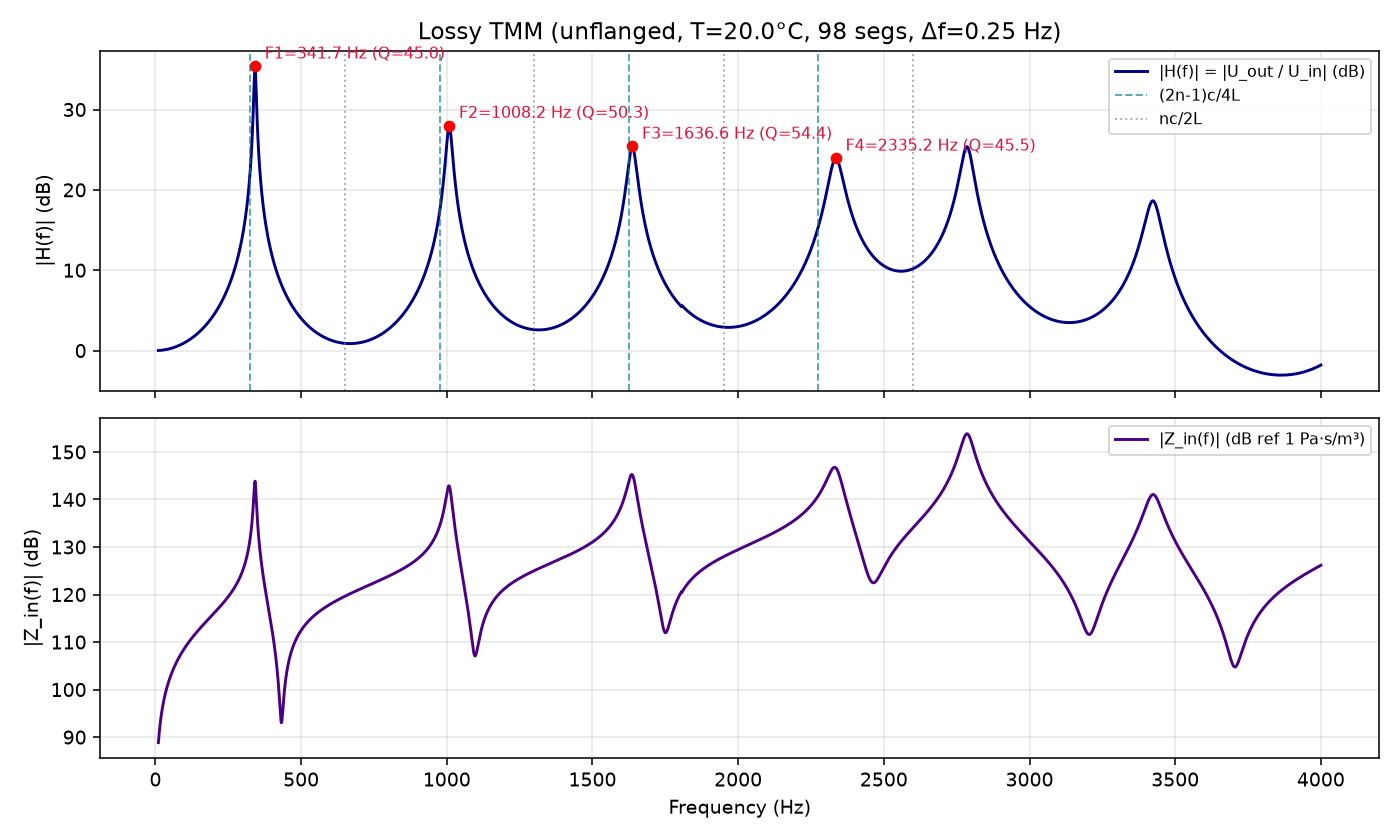 Lossy TMM (unflanged, T=20.0°C, 98 segs, Δf=0.25 Hz)
F1=341.7 Hz (Q=45.0)
F2=1008.2 Hz (Q=50.3)
F3=1636.6 Hz (Q=54.4)
F4=2335.2 Hz (Q=45.5)
|H(f)| = |U_out / U_in| (dB)
(2n-1)c/4L
nc/2L
|H(f)| (dB)
30
20
10
0
|Z_in(f)| (dB ref 1 Pa·s/m³)
|Z_in(f)| (dB)
150
140
130
120
110
100
90
0 500 1000 1500 2000 2500 3000 3500 4000
Frequency (Hz)